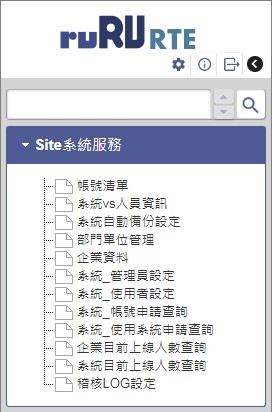 ruRU RTE
Site系統服務
帳號清單
系統vs人員資訊
系統自動備份設定
部門單位管理
企業資料
系統_管理員設定
系統_使用者設定
系統_帳號申請查詢
系統_使用系統申請查詢
企業目前上線人數查詢
系統目前上線人數查詢
稽核LOG設定